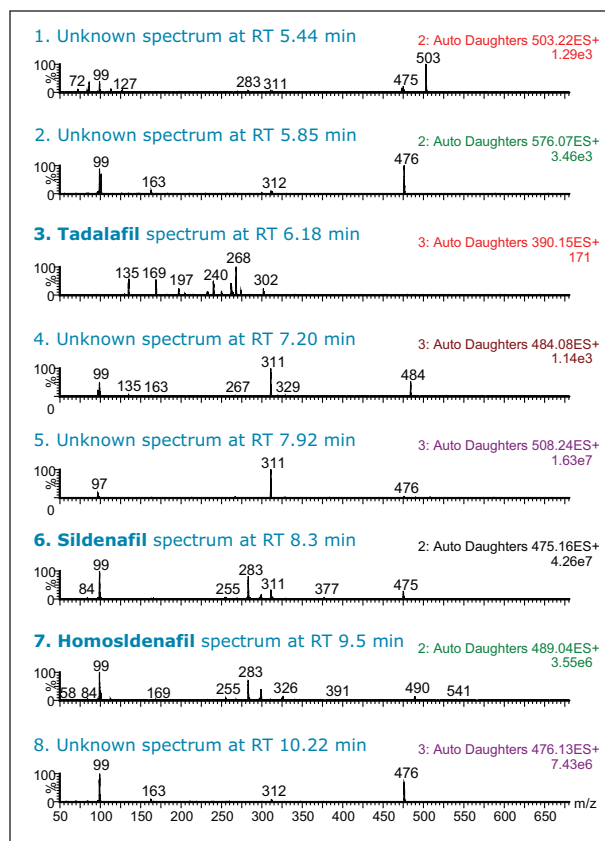 1. Unknown spectrum at RT 5.44 min
2: Auto Daughters 503.22ES+
1.29e3
100
%
0
72
99
127
283
311
475
503
2. Unknown spectrum at RT 5.85 min
2: Auto Daughters 576.07ES+
3.46e3
100
%
0
99
163
312
476
3. Tadalafil spectrum at RT 6.18 min
3: Auto Daughters 390.15ES+
171
100
%
0
135
169
197
240
268
302
4. Unknown spectrum at RT 7.20 min
3: Auto Daughters 484.08ES+
1.14e3
100
%
0
99
135
163
267
311
329
484
5. Unknown spectrum at RT 7.92 min
3: Auto Daughters 508.24ES+
1.63e7
100
%
0
97
311
476
6. Sildenafil spectrum at RT 8.3 min
2: Auto Daughters 475.16ES+
4.26e7
100
%
0
84
99
255
283
311
377
475
7. Homosldenafil spectrum at RT 9.5 min
2: Auto Daughters 489.04ES+
3.55e6
100
%
0
58
84
99
169
255
283
326
391
490
541
8. Unknown spectrum at RT 10.22 min
3: Auto Daughters 476.13ES+
7.43e6
100
%
0
99
163
312
476
m/z
50 100 150 200 250 300 350 400 450 500 550 600 650